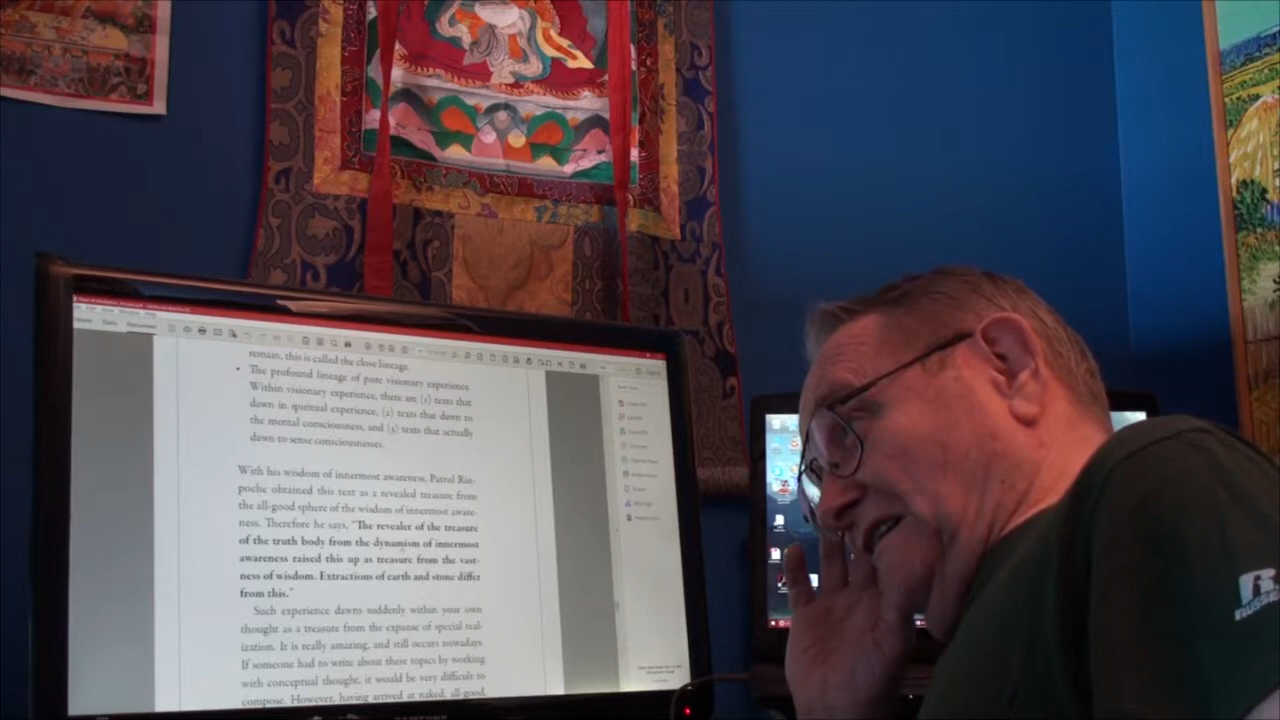 remain, this is called the close lineage.
• The profound lineage of pure visionary experience.
Within visionary experience, there are (1) texts that
dawn in spiritual experience, (2) texts that dawn to
the mental consciousness, and (3) texts that actually
dawn to sense consciousnesses.
With his wisdom of innermost awareness, Patrul Rin-
poche obtained this text as a revealed treasure from
the all-good sphere of the wisdom of innermost aware-
ness. Therefore he says, "The revealer of the treasure
of the truth body from the dynamism of innermost
awareness raised this up as treasure from the vast-
ness of wisdom. Extractions of earth and stone differ
from this."
Such experience dawns suddenly within your own
thought as a treasure from the expanse of special real-
ization. It is really amazing, and still occurs nowadays.
If someone had to write about these topics by working
with conceptual thought, it would be very difficult to
compose. However, having arrived at naked, all-good,
RUSSE